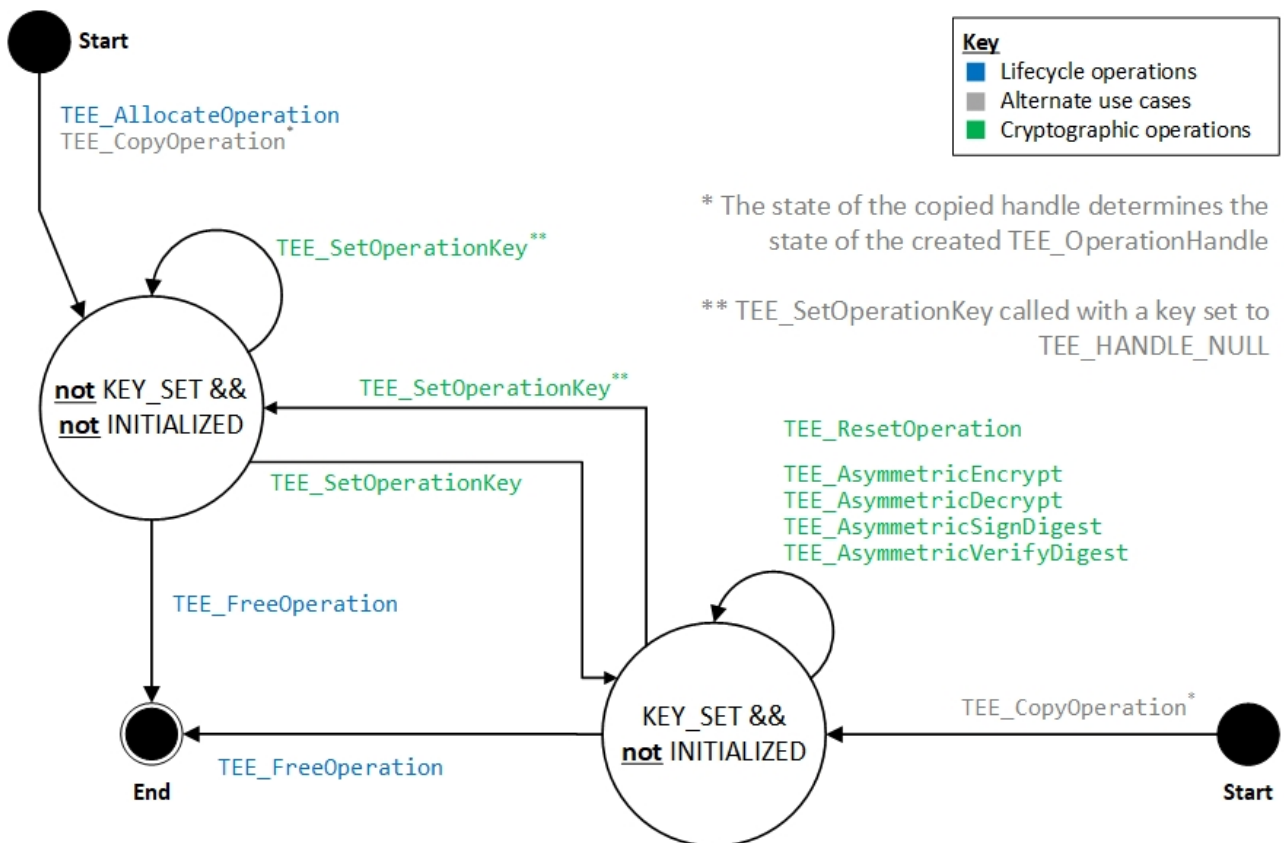 Start
TEE_AllocateOperation
TEE_CopyOperation*
Key
Lifecycle operations
Alternate use cases
Cryptographic operations
* The state of the copied handle determines the
state of the created TEE_OperationHandle
** TEE_SetOperationKey called with a key set to
TEE_HANDLE_NULL
TEE_SetOperationKey**
not KEY_SET &&
not INITIALIZED
TEE_SetOperationKey**
TEE_SetOperationKey
TEE_ResetOperation
TEE_AsymmetricEncrypt
TEE_AsymmetricDecrypt
TEE_AsymmetricSignDigest
TEE_AsymmetricVerifyDigest
TEE_FreeOperation
KEY_SET &&
not INITIALIZED
TEE_CopyOperation*
TEE_FreeOperation
End
Start